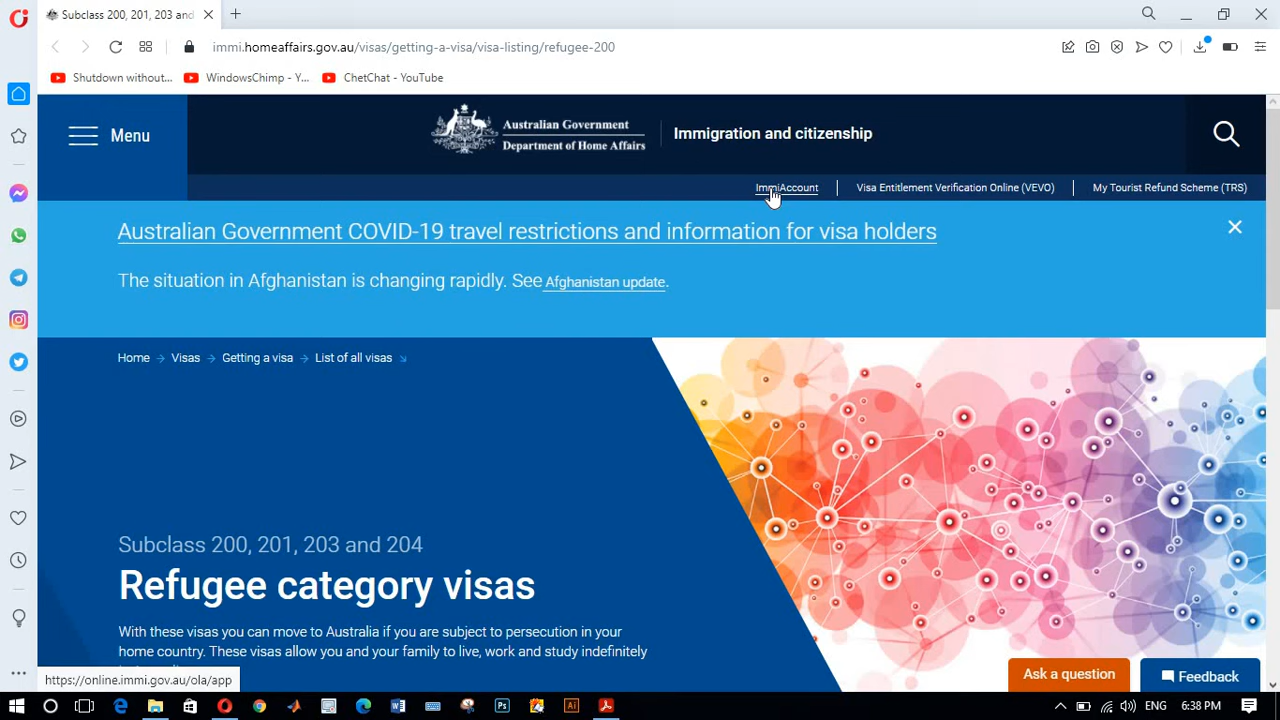 Subclass 200, 201, 203 and
immi.homeaffairs.gov.au/visas/getting-a-visa/visa-listing/refugee-200
Shutdown without...
WindowsChimp - Y...
ChetChat - YouTube
Menu
Australian Government
Department of Home Affairs
Immigration and citizenship
ImmiAccount
Visa Entitlement Verification Online (VEVO)
My Tourist Refund Scheme (TRS)
Australian Government COVID-19 travel restrictions and information for visa holders
The situation in Afghanistan is changing rapidly. See Afghanistan update.
Home
Visas
Getting a visa
List of all visas
Subclass 200, 201, 203 and 204
Refugee category visas
With these visas you can move to Australia if you are subject to persecution in your
home country. These visas allow you and your family to live, work and study indefinitely
https://online.immi.gov.au/ola/app
Ask a question
Feedback
ENG
6:38 PM